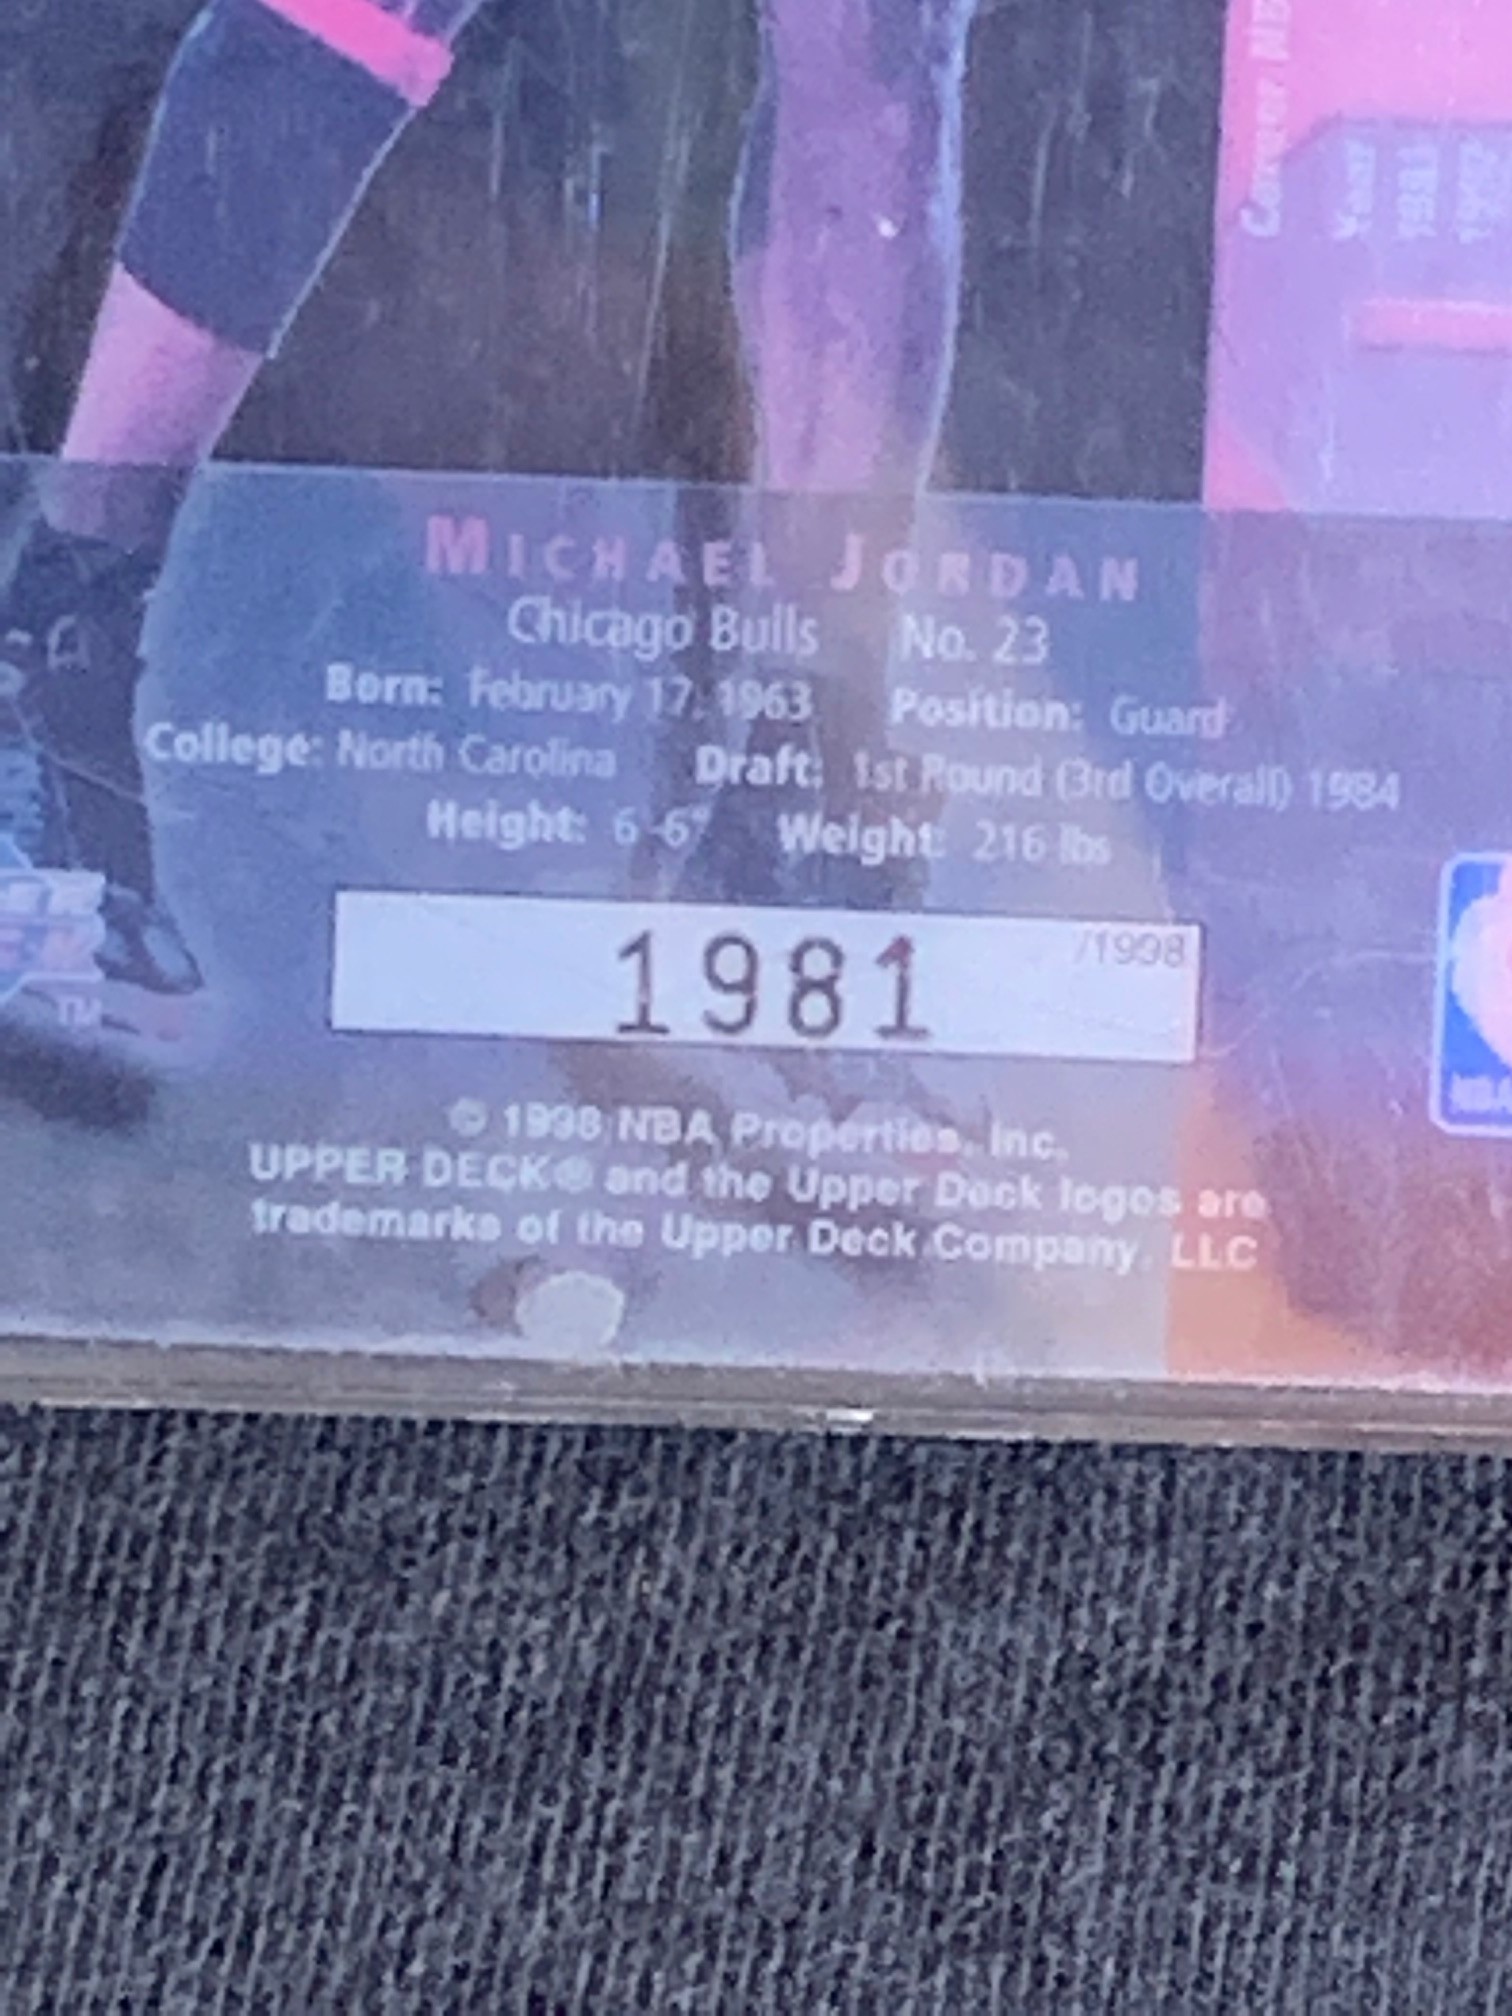 MICHAEL JORDAN
Chicago Bulls No. 23
Born: February 17, 1963 Position: Guard
College: North Carolina Draft: 1st Round (3rd Overall) 1984
Height: 6-6" Weight: 216 lbs
1981 /1998
© 1998 NBA Properties, Inc.
UPPER DECK® and the Upper Deck logos are
trademarks of the Upper Deck Company, LLC
TM
Career